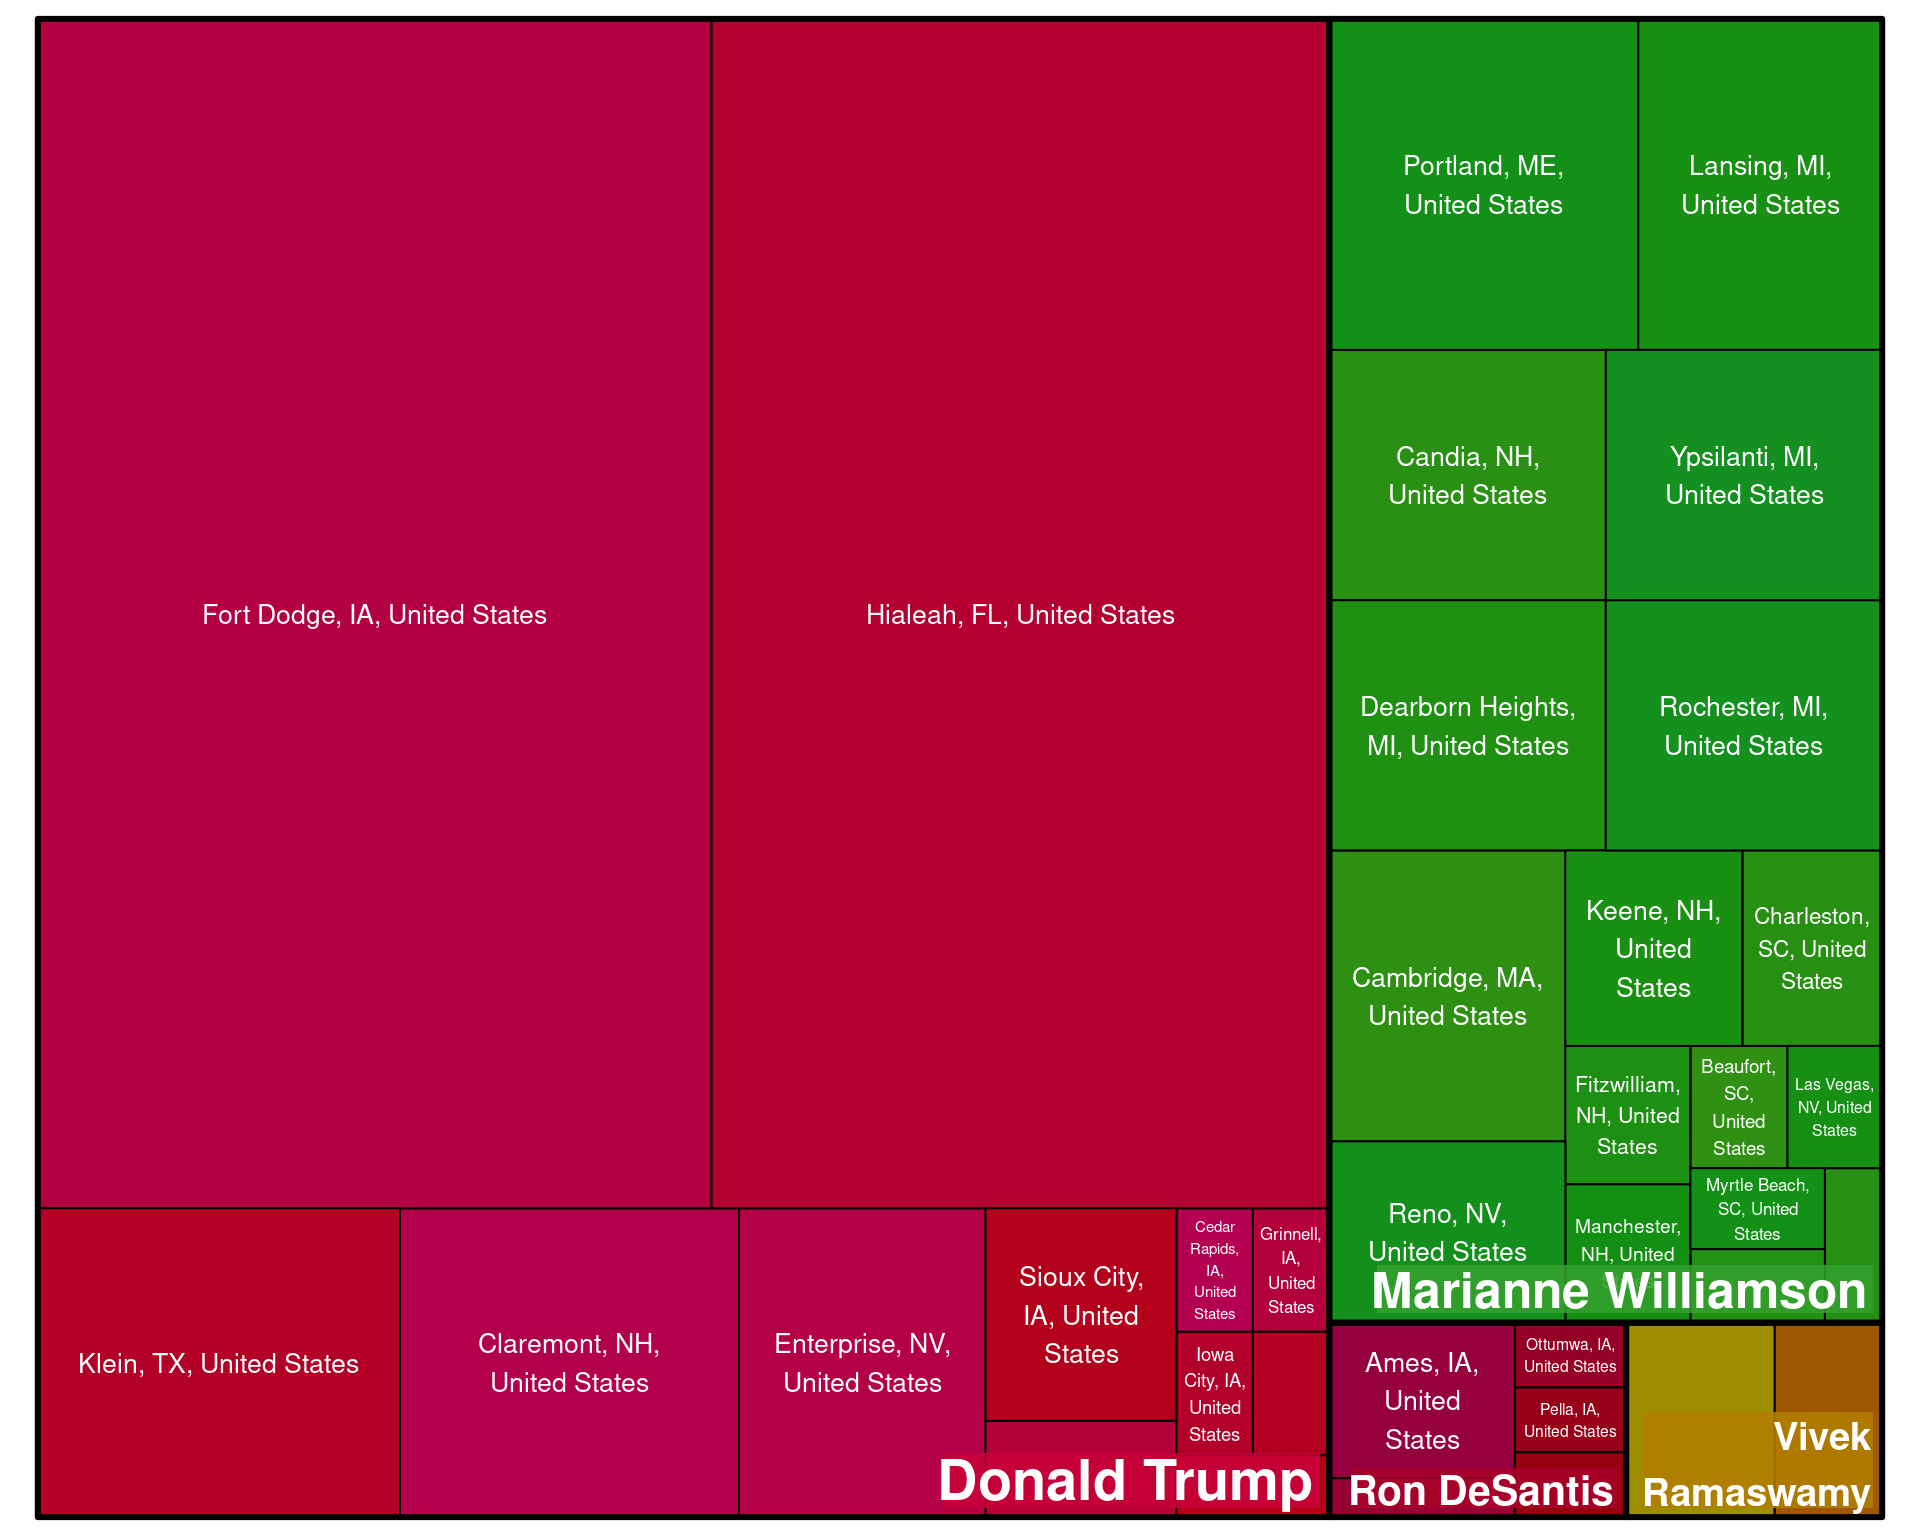 Fort Dodge, IA, United States
Hialeah, FL, United States
Klein, TX, United States
Claremont, NH,
United States
Enterprise, NV,
United States
Sioux City,
IA, United
States
Cedar
Rapids,
IA,
United
States
Grinnell,
IA,
United
States
Iowa
City, IA,
United
States
Donald Trump
Portland, ME,
United States
Lansing, MI,
United States
Candia, NH,
United States
Ypsilanti, MI,
United States
Dearborn Heights,
MI, United States
Rochester, MI,
United States
Cambridge, MA,
United States
Keene, NH,
United
States
Charleston,
SC, United
States
Fitzwilliam,
NH, United
States
Beaufort,
SC,
United
States
Las Vegas,
NV, United
States
Reno, NV,
United States
Manchester,
NH, United
Myrtle Beach,
SC, United
States
Marianne Williamson
Ames, IA,
United
States
Ottumwa, IA,
United States
Pella, IA,
United States
Ron DeSantis
Vivek
Ramaswamy